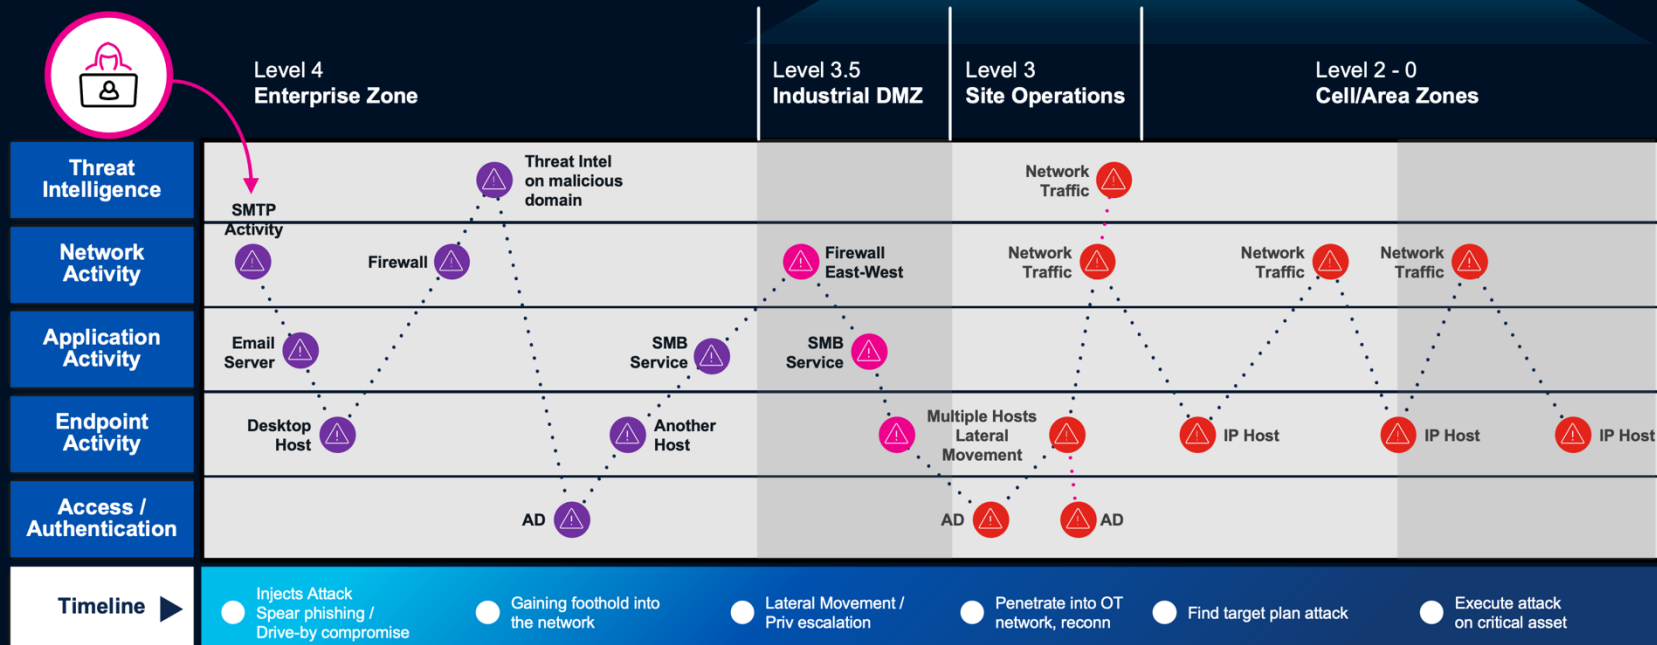 Level 4
Enterprise Zone
Level 3.5
Industrial DMZ
Level 3
Site Operations
Level 2 - 0
Cell/Area Zones
Threat
Intelligence
SMTP
Activity
Threat Intel
on malicious
domain
Network
Traffic
Network
Activity
Firewall
Firewall
East-West
Network
Traffic
Network
Traffic
Network
Traffic
Application
Activity
Email
Server
SMB
Service
SMB
Service
Endpoint
Activity
Desktop
Host
Another
Host
Multiple Hosts
Lateral
Movement
IP Host
IP Host
IP Host
Access /
Authentication
AD
AD
AD
Timeline
Injects Attack
Spear phishing /
Drive-by compromise
Gaining foothold into
the network
Lateral Movement /
Priv escalation
Penetrate into OT
network, reconn
Find target plan attack
Execute attack
on critical asset